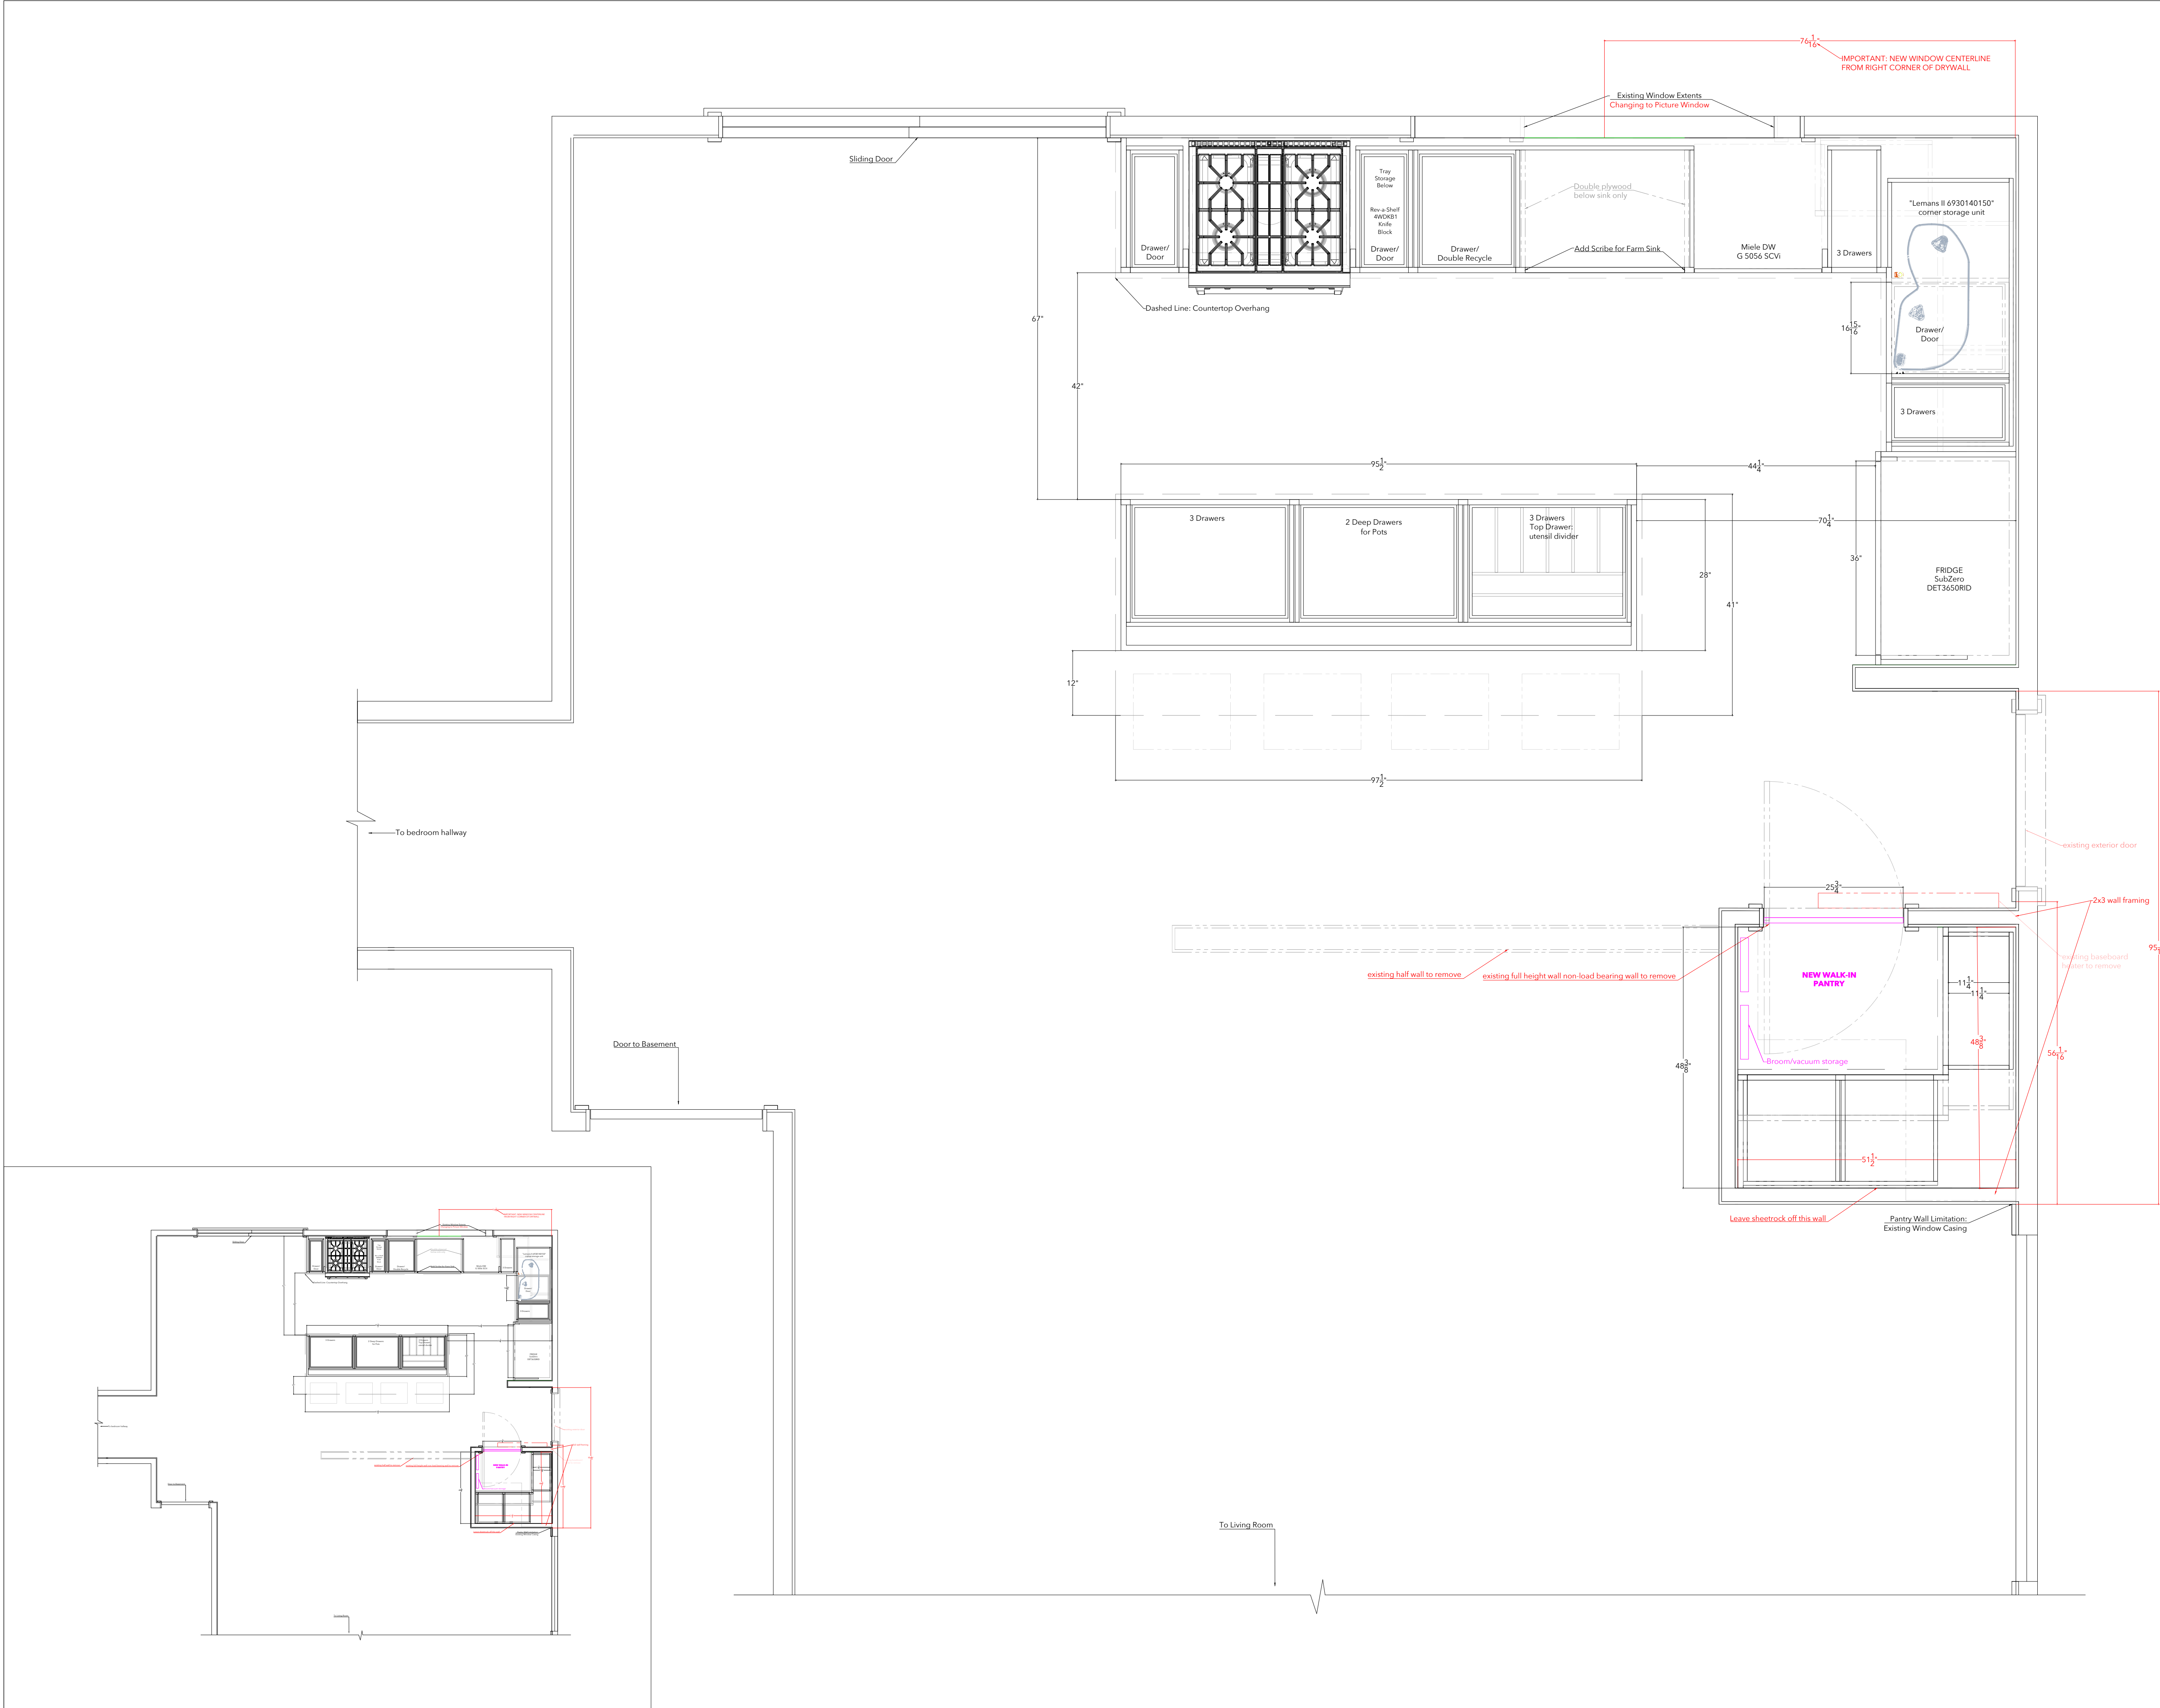 76 1/16"
IMPORTANT: NEW WINDOW CENTERLINE
FROM RIGHT CORNER OF DRYWALL
Existing Window Extents
Changing to Picture Window
Sliding Door
Tray
Storage
Below
Rev-a-Shelf
4WDKB1
Knife
Block
Drawer/
Door
Drawer/
Door
Drawer/
Double Recycle
Double plywood
below sink only
Add Scribe for Farm Sink
Miele DW
G 5056 SCVi
3 Drawers
"Lemans II 6930140150"
corner storage unit
Drawer/
Door
16 15/16"
Dashed Line: Countertop Overhang
67"
42"
3 Drawers
95 1/2"
44 1/4"
70 1/4"
3 Drawers
2 Deep Drawers
for Pots
3 Drawers
Top Drawer:
utensil divider
36"
28"
41"
FRIDGE
SubZero
DET3650RID
12"
97 1/2"
To bedroom hallway
existing exterior door
25 3/4"
2x3 wall framing
existing half wall to remove
existing full height wall non-load bearing wall to remove
NEW WALK-IN
PANTRY
existing baseboard
heater to remove
11 1/4"
11 1/4"
48 3/8"
48 3/8"
56 1/16"
Broom/vacuum storage
Door to Basement
51 1/2"
Leave sheetrock off this wall
Pantry Wall Limitation:
Existing Window Casing
To Living Room